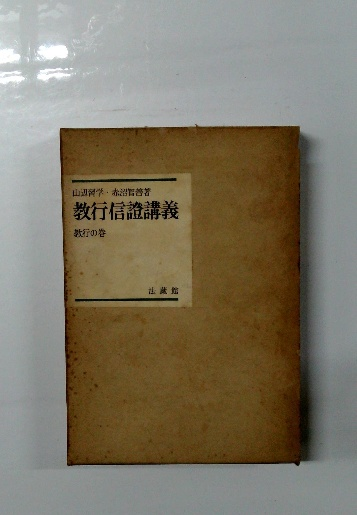 山辺習学・赤沼智善著
教行信證講義
教行の巻
法藏館